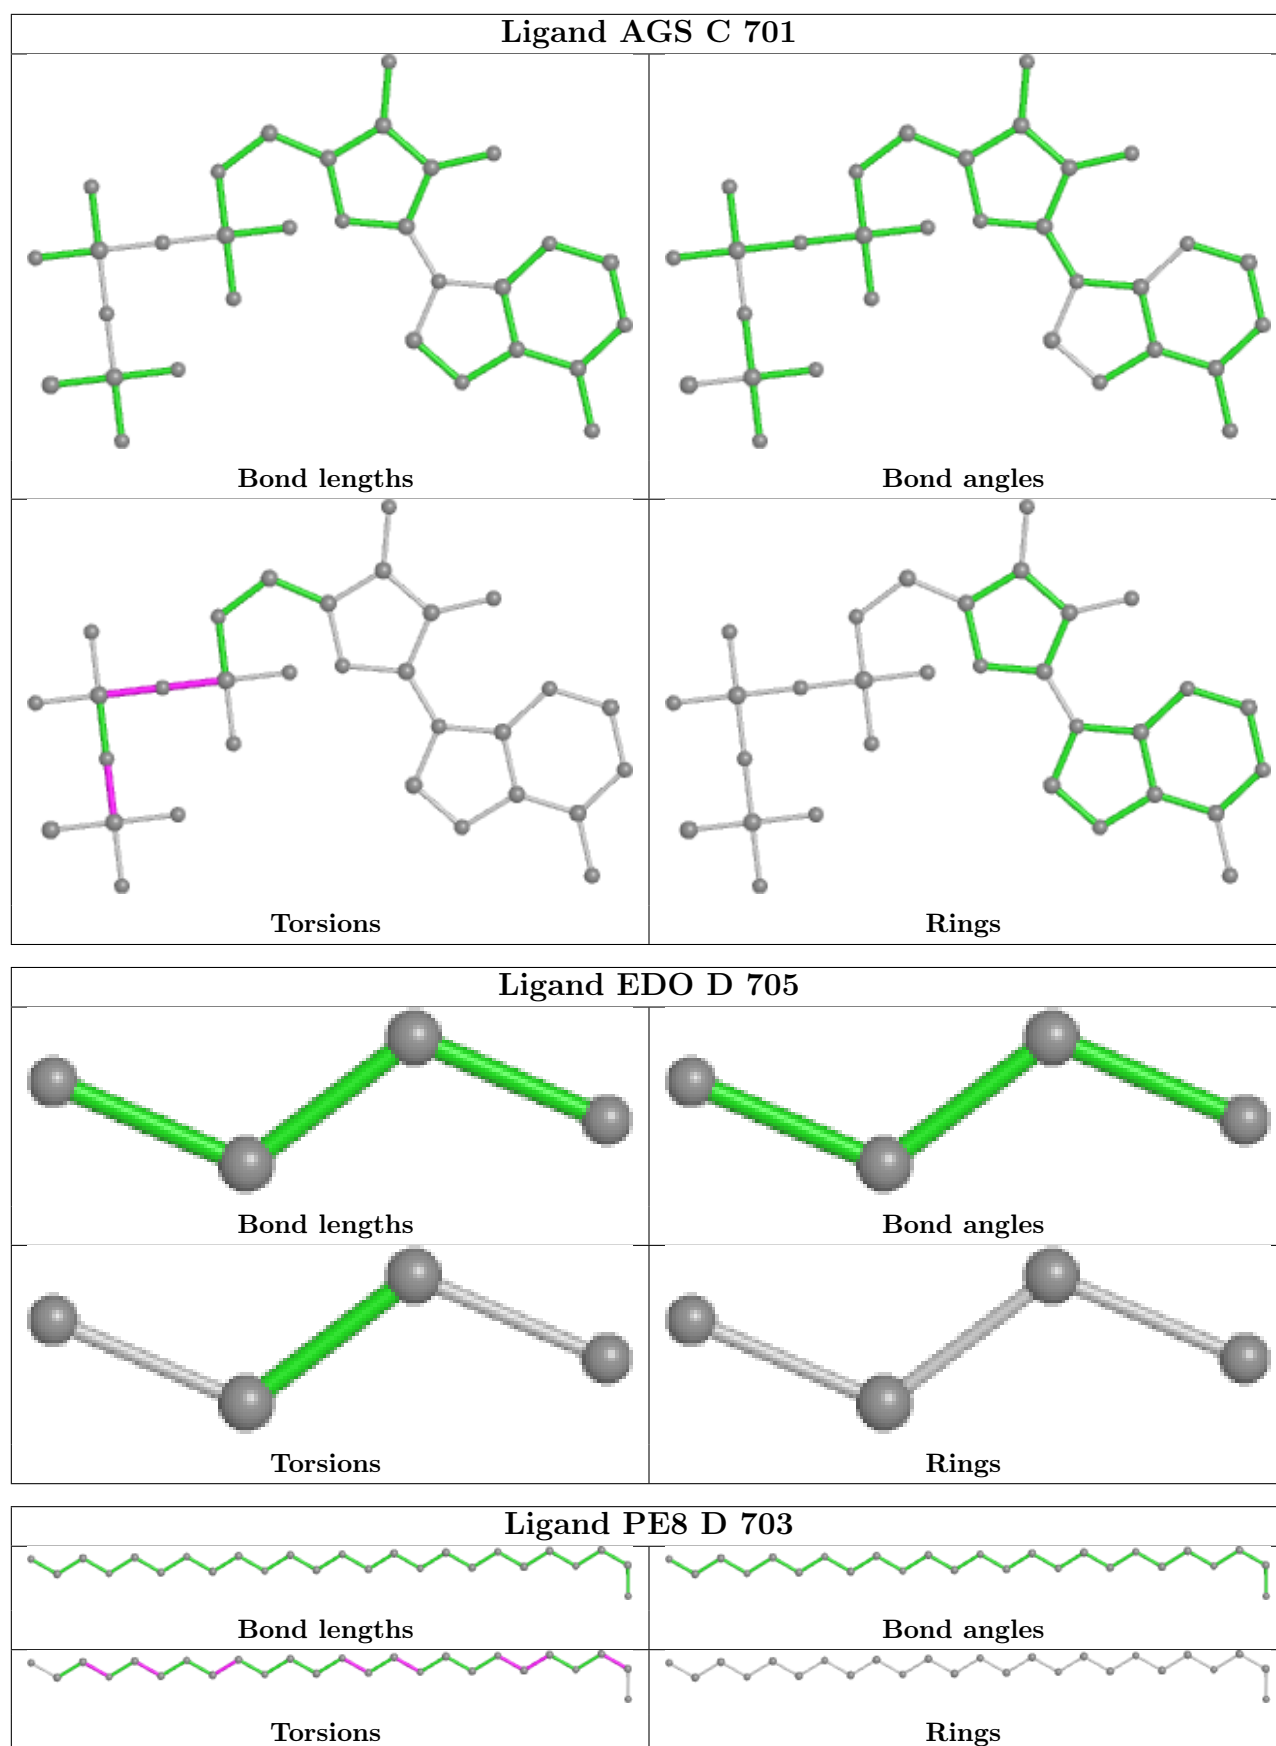 Ligand AGS C 701
Bond lengths
Bond angles
Torsions
Rings
Ligand EDO D 705
Bond lengths
Bond angles
Torsions
Rings
Ligand PE8 D 703
Bond lengths
Bond angles
Torsions
Rings